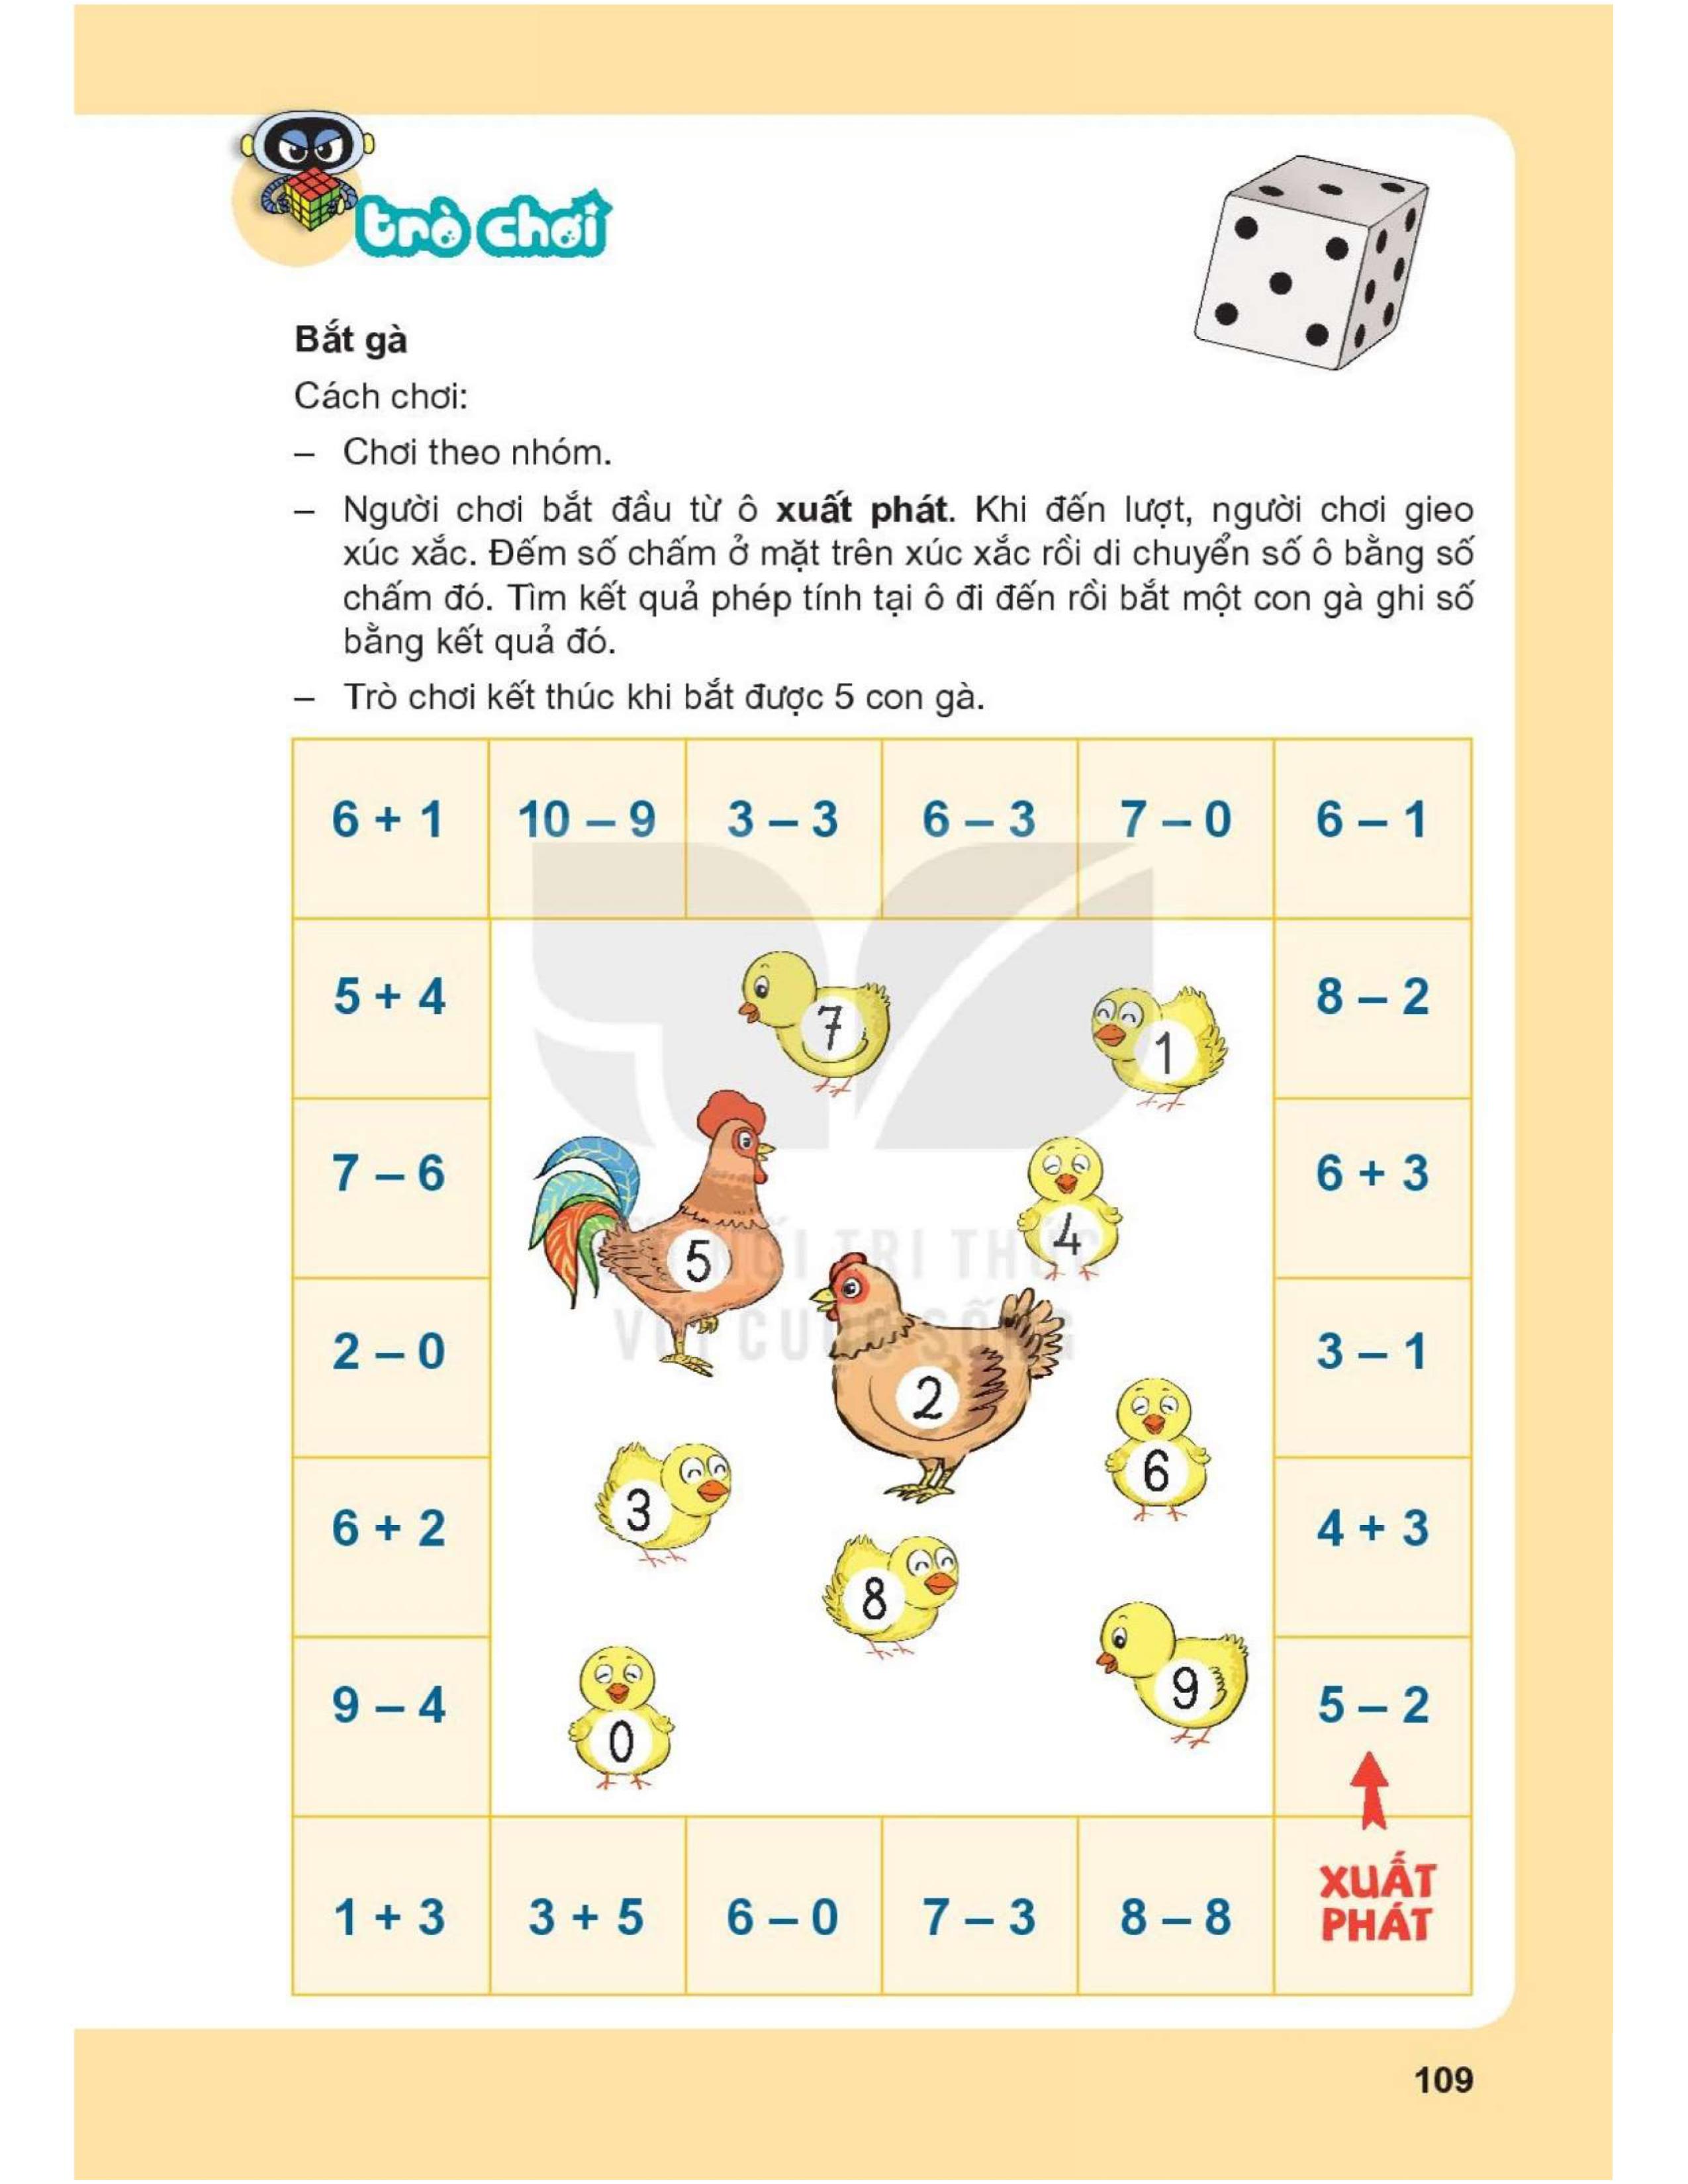 trò chơi
Bắt gà
Cách chơi:
– Chơi theo nhóm.
– Người chơi bắt đầu từ ô xuất phát. Khi đến lượt, người chơi gieo
xúc xắc. Đếm số chấm ở mặt trên xúc xắc rồi di chuyển số ô bằng số
chấm đó. Tìm kết quả phép tính tại ô đi đến rồi bắt một con gà ghi số
bằng kết quả đó.
– Trò chơi kết thúc khi bắt được 5 con gà.
6 + 1 10 – 9 3 – 3 6 – 3 7 – 0 6 – 1
5 + 4 7 1 8 – 2
7 – 6 4 6 + 3
5
KẾT NỐI TRI THỨC
VỚI CUỘC SỐNG
2 – 0 2 3 – 1
6 + 2 3 6 4 + 3
8
9 – 4 0 9 5 – 2
1 + 3 3 + 5 6 – 0 7 – 3 8 – 8 XUẤT
PHÁT
109